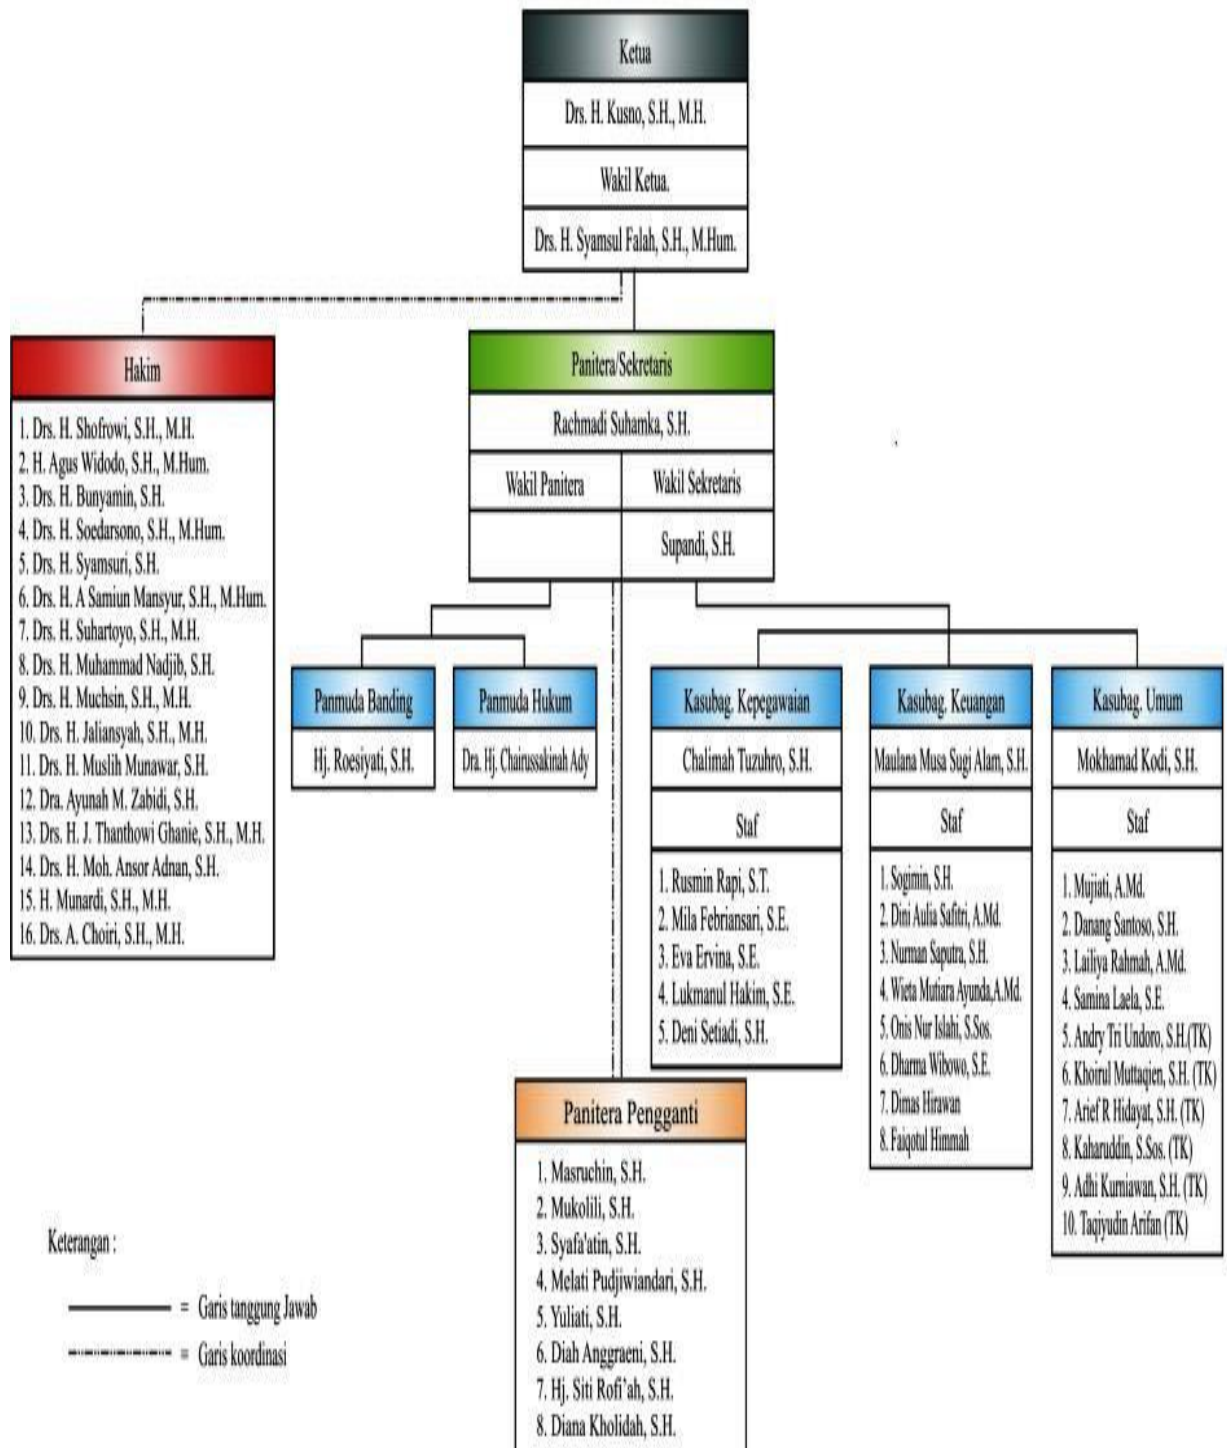 Ketua
Drs. H. Kusno, S.H., M.H.
Wakil Ketua.
Drs. H. Syamsul Falah, S.H., M.Hum.
Hakim
1. Drs. H. Shofrowi, S.H., M.H.
2. H. Agus Widodo, S.H., M.Hum.
3. Drs. H. Bunyamin, S.H.
4. Drs. H. Soedarsono, S.H., M.Hum.
5. Drs. H. Syamsuri, S.H.
6. Drs. H. A Samiun Mansyur, S.H., M.Hum.
7. Drs. H. Suhartoyo, S.H., M.H.
8. Drs. H. Muhammad Nadjib, S.H.
9. Drs. H. Muchsin, S.H., M.H.
10. Drs. H. Jaliansyah, S.H., M.H.
11. Drs. H. Muslih Munawar, S.H.
12. Dra. Ayunah M. Zabidi, S.H.
13. Drs. H. J. Thanthowi Ghanie, S.H., M.H.
14. Drs. H. Moh. Ansor Adnan, S.H.
15. H. Munardi, S.H., M.H.
16. Drs. A. Choiri, S.H., M.H.
Panitera/Sekretaris
Rachmadi Suhamka, S.H.
Wakil Panitera
Wakil Sekretaris
Supandi, S.H.
Panmuda Banding
Hj. Roesiyati, S.H.
Panmuda Hukum
Dra. Hj. Chairussakinah Ady
Kasubag. Kepegawaian
Chalimah Tuzuhro, S.H.
Staf
1. Rusmin Rapi, S.T.
2. Mila Febriansari, S.E.
3. Eva Ervina, S.E.
4. Lukmanul Hakim, S.E.
5. Deni Setiadi, S.H.
Kasubag. Keuangan
Maulana Musa Sugi Alam, S.H.
Staf
1. Sogimin, S.H.
2. Dini Aulia Safitri, A.Md.
3. Nurman Saputra, S.H.
4. Wieta Mutiara Ayunda,A.Md.
5. Onis Nur Islahi, S.Sos.
6. Dharma Wibowo, S.E.
7. Dimas Hirawan
8. Faiqotul Himmah
Kasubag. Umum
Mokhamad Kodi, S.H.
Staf
1. Mujiati, A.Md.
2. Danang Santoso, S.H.
3. Lailiya Rahmah, A.Md.
4. Samina Laela, S.E.
5. Andry Tri Undoro, S.H.(TK)
6. Khoirul Muttaqien, S.H. (TK)
7. Arief R Hidayat, S.H. (TK)
8. Kaharuddin, S.Sos. (TK)
9. Adhi Kurniawan, S.H. (TK)
10. Taqiyudin Arifan (TK)
Panitera Pengganti
1. Masruchin, S.H.
2. Mukolili, S.H.
3. Syafa'atin, S.H.
4. Melati Pudjiwiandari, S.H.
5. Yuliati, S.H.
6. Diah Anggraeni, S.H.
7. Hj. Siti Rofi'ah, S.H.
8. Diana Kholidah, S.H.
Keterangan :
= Garis tanggung Jawab
= Garis koordinasi